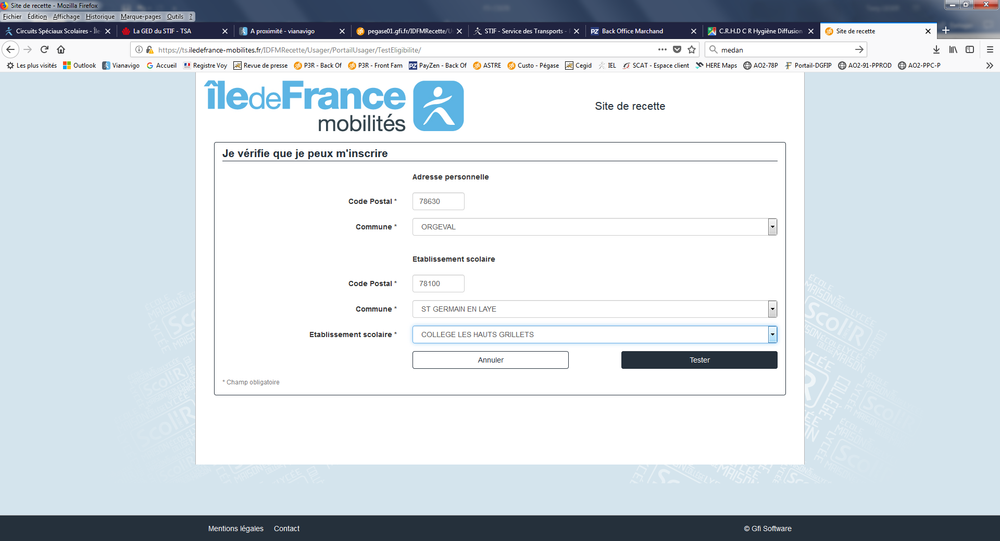 Site de recette - Mozilla Firefox
Fichier Édition Affichage Historique Marque-pages Outils ?
Circuits Spéciaux Scolaires - Île La GED du STIF - TSA A proximité - vianavigo pegase01.gfi.fr/IDFMRecette/U STIF - Service des Transports - Back Office Marchand C.R.H.D C R Hygiène Diffusion Site de recette
https://ts.iledefrance-mobilites.fr/IDFMRecette/Usager/PortailUsager/TestEligibilite/ medan
Les plus visités Outlook Vianavigo Accueil Registre Voy Revue de presse P3R - Back Of P3R - Front Fam PayZen - Back Of ASTRE Custo - Pégase Cegid IEL SCAT - Espace client HERE Maps AO2-78P Portail-DGFIP AO2-91-PPROD AO2-PPC-P
îledeFrance
mobilités
Site de recette
Je vérifie que je peux m'inscrire
Adresse personnelle
Code Postal * 78630
Commune * ORGEVAL
Etablissement scolaire
Code Postal * 78100
Commune * ST GERMAIN EN LAYE
Etablissement scolaire * COLLEGE LES HAUTS GRILLETS
Annuler Tester
* Champ obligatoire
Mentions légales Contact © Gfi Software